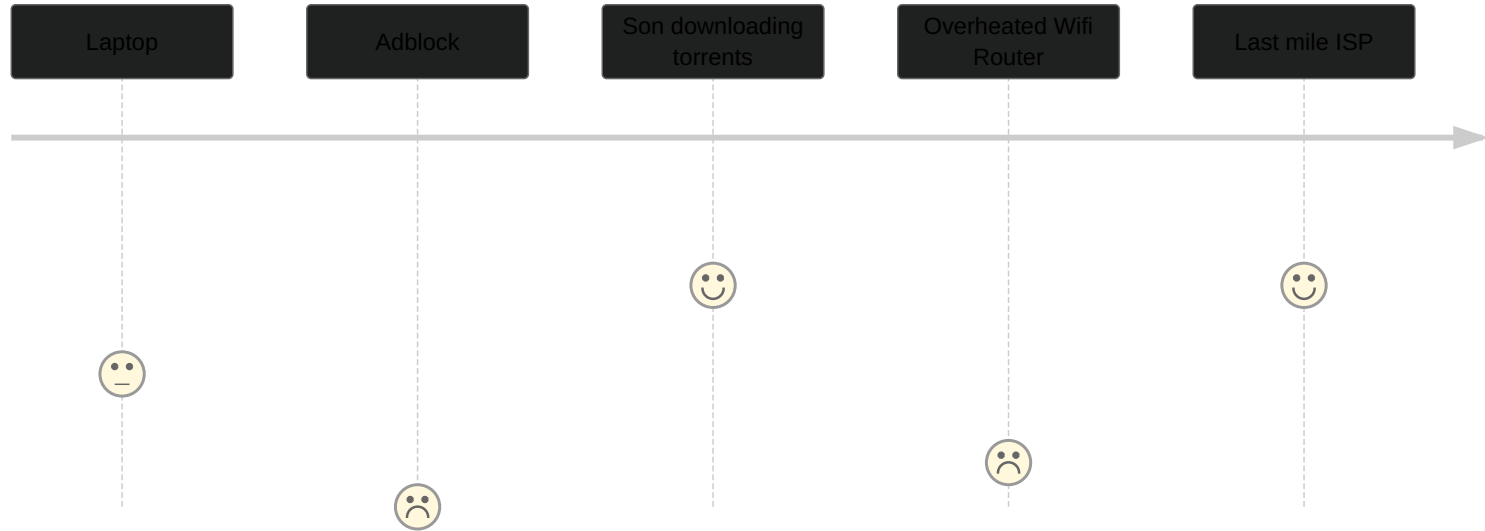 Laptop
Adblock
Son downloading
torrents
Overheated Wifi
Router
Last mile ISP